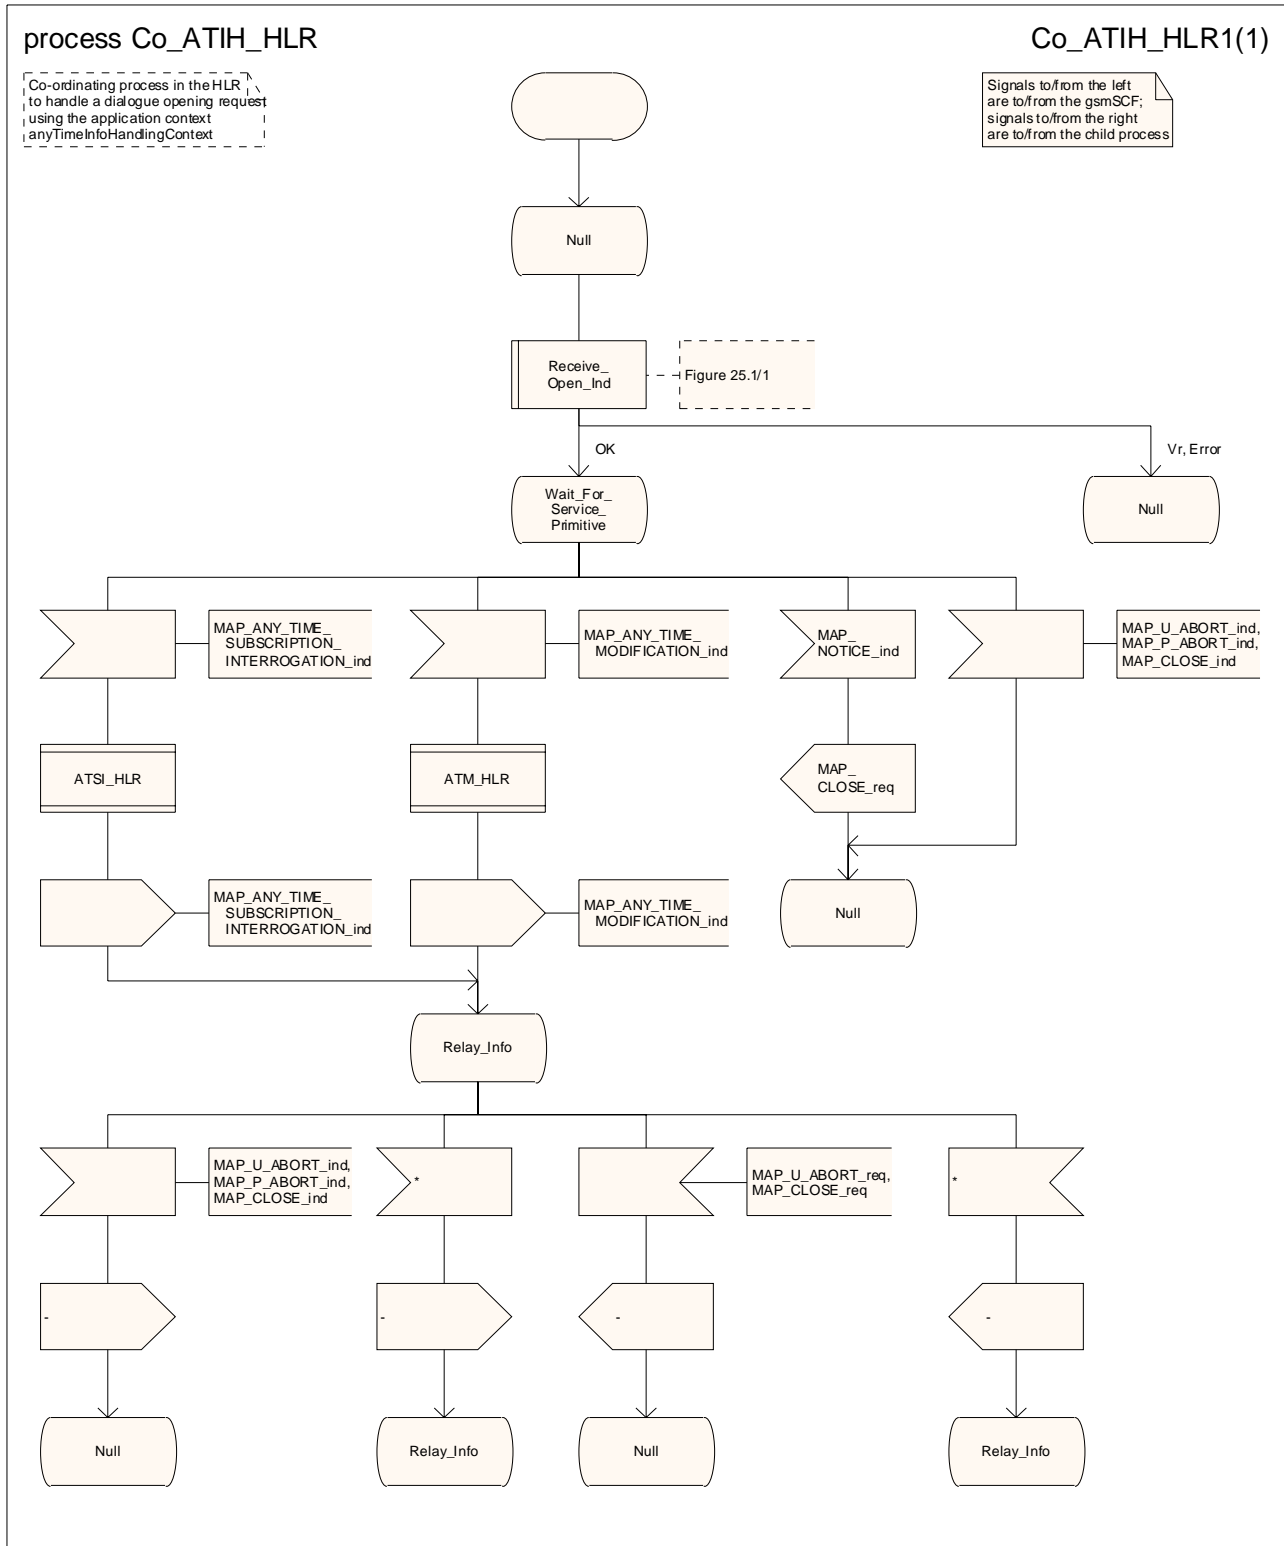 process Co_ATIH_HLR
Co_ATIH_HLR1(1)
Co-ordinating process in the HLR
to handle a dialogue opening request
using the application context
anyTimeInfoHandlingContext
Signals to/from the left
are to/from the gsmSCF;
signals to/from the right
are to/from the child process
Null
Receive_
Open_Ind
Figure 25.1/1
OK
Vr, Error
Wait_For_
Service_
Primitive
Null
MAP_ANY_TIME_
SUBSCRIPTION_
INTERROGATION_ind
MAP_ANY_TIME_
MODIFICATION_ind
MAP_
NOTICE_ind
MAP_U_ABORT_ind,
MAP_P_ABORT_ind,
MAP_CLOSE_ind
ATSI_HLR
ATM_HLR
MAP_
CLOSE_req
MAP_ANY_TIME_
SUBSCRIPTION_
INTERROGATION_ind
MAP_ANY_TIME_
MODIFICATION_ind
Null
Relay_Info
MAP_U_ABORT_ind,
MAP_P_ABORT_ind,
MAP_CLOSE_ind
*
MAP_U_ABORT_req,
MAP_CLOSE_req
*
-
-
-
-
Null
Relay_Info
Null
Relay_Info